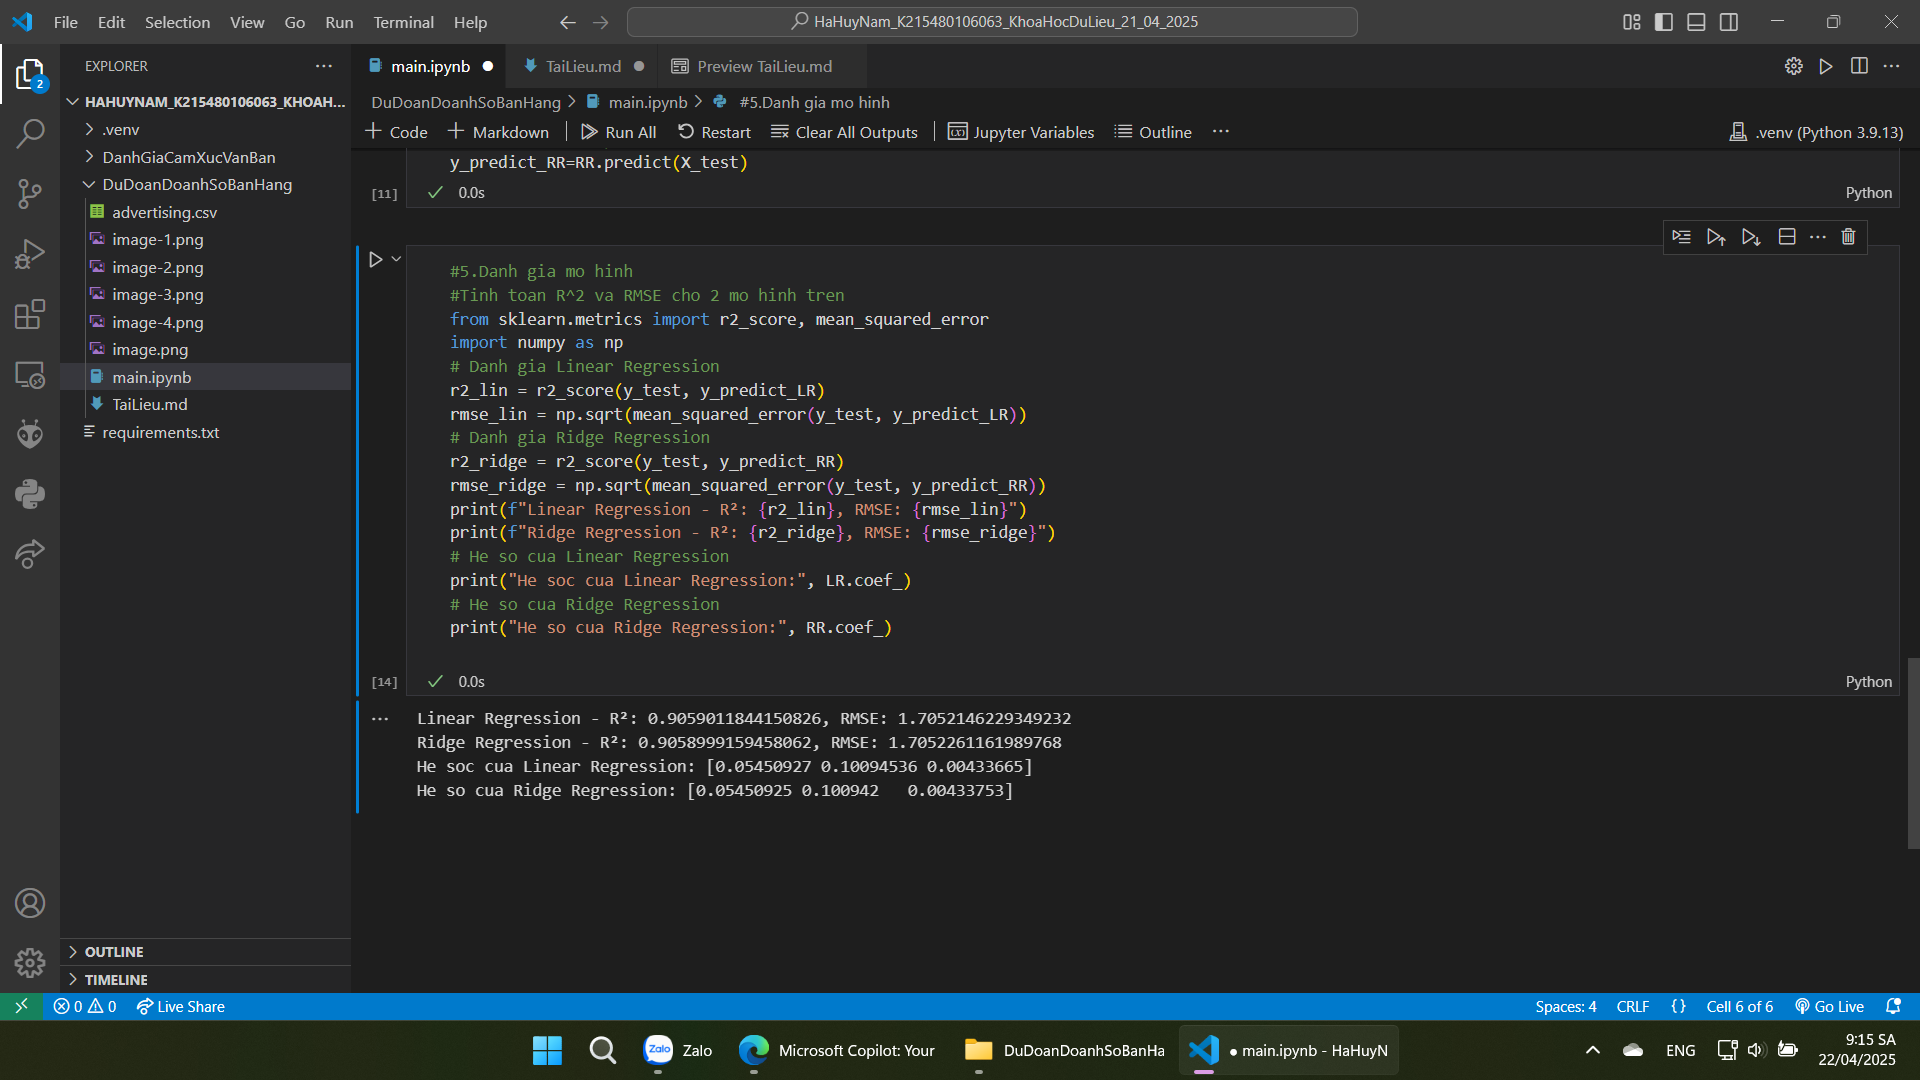 File Edit Selection View Go Run Terminal Help
HaHuyNam_K215480106063_KhoaHocDuLieu_21_04_2025
EXPLORER
main.ipynb
TaiLieu.md
Preview TaiLieu.md
2
HAHUYNAM_K215480106063_KHOAH...
.venv
DanhGiaCamXucVanBan
DuDoanDoanhSoBanHang
advertising.csv
image-1.png
image-2.png
image-3.png
image-4.png
image.png
main.ipynb
TaiLieu.md
requirements.txt
OUTLINE
TIMELINE
DuDoanDoanhSoBanHang > main.ipynb > #5.Danh gia mo hinh
+ Code + Markdown Run All Restart Clear All Outputs Jupyter Variables Outline ... .venv (Python 3.9.13)
y_predict_RR=RR.predict(X_test)
[11] 0.0s Python
#5.Danh gia mo hinh
#Tinh toan R^2 va RMSE cho 2 mo hinh tren
from sklearn.metrics import r2_score, mean_squared_error
import numpy as np
# Danh gia Linear Regression
r2_lin = r2_score(y_test, y_predict_LR)
rmse_lin = np.sqrt(mean_squared_error(y_test, y_predict_LR))
# Danh gia Ridge Regression
r2_ridge = r2_score(y_test, y_predict_RR)
rmse_ridge = np.sqrt(mean_squared_error(y_test, y_predict_RR))
print(f"Linear Regression - R²: {r2_lin}, RMSE: {rmse_lin}")
print(f"Ridge Regression - R²: {r2_ridge}, RMSE: {rmse_ridge}")
# He so cua Linear Regression
print("He soc cua Linear Regression:", LR.coef_)
# He so cua Ridge Regression
print("He so cua Ridge Regression:", RR.coef_)
[14] 0.0s Python
Linear Regression - R²: 0.9059011844150826, RMSE: 1.7052146229349232
Ridge Regression - R²: 0.9058999159458062, RMSE: 1.7052261161989768
He soc cua Linear Regression: [0.05450927 0.10094536 0.00433665]
He so cua Ridge Regression: [0.05450925 0.100942   0.00433753]
0 0 Live Share Spaces: 4 CRLF {} Cell 6 of 6 Go Live
Zalo Zalo Microsoft Copilot: Your DuDoanDoanhSoBanHa ● main.ipynb - HaHuyN ENG 9:15 SA
22/04/2025